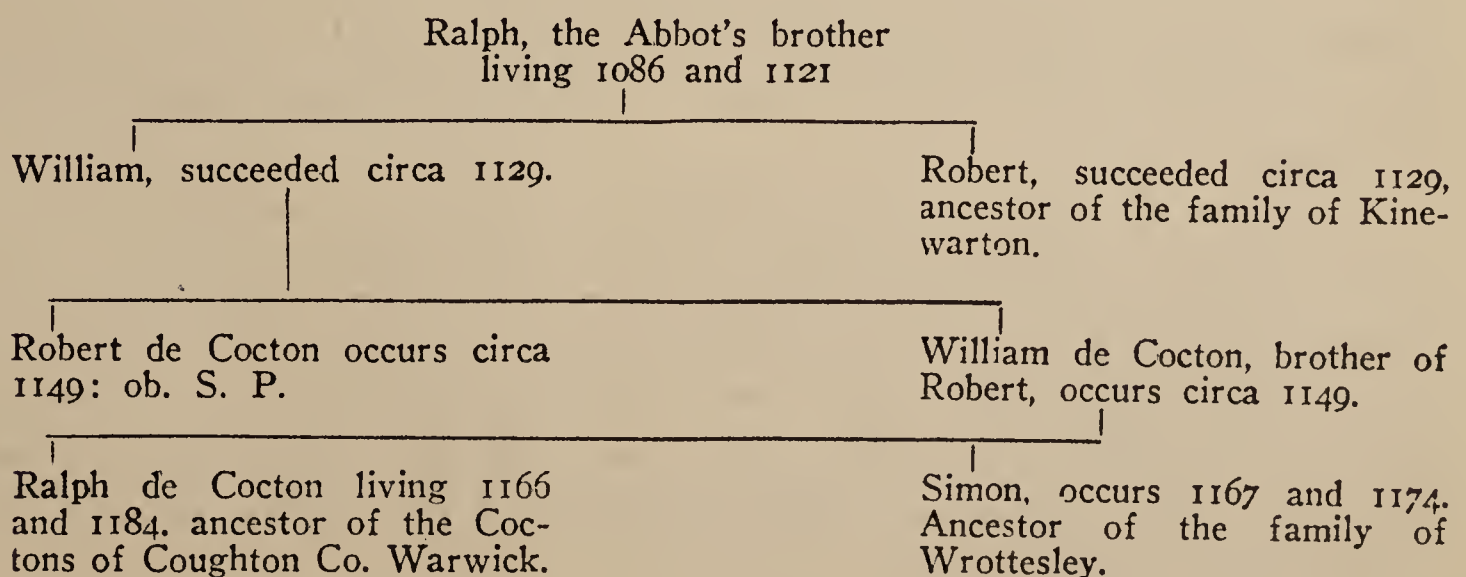 Ralph, the Abbot's brother
living 1086 and 1121
William, succeeded circa 1129.
Robert, succeeded circa 1129,
ancestor of the family of Kine-
warton.
Robert de Cocton occurs circa
1149: ob. S. P.
William de Cocton, brother of
Robert, occurs circa 1149.
Ralph de Cocton living 1166
and 1184. ancestor of the Coc-
tons of Coughton Co. Warwick.
Simon, occurs 1167 and 1174.
Ancestor of the family of
Wrottesley.